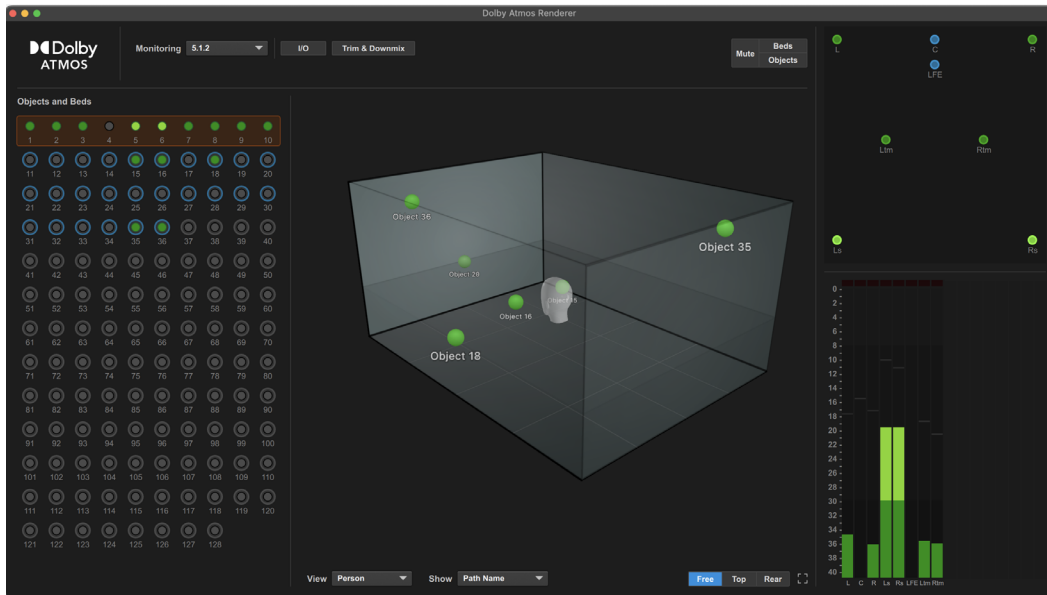 Dolby Atmos Renderer
Dolby
ATMOS
Monitoring 5.1.2 I/O Trim & Downmix
Mute Beds
Objects
Objects and Beds
1 2 3 4 5 6 7 8 9 10
11 12 13 14 15 16 17 18 19 20
21 22 23 24 25 26 27 28 29 30
31 32 33 34 35 36 37 38 39 40
41 42 43 44 45 46 47 48 49 50
51 52 53 54 55 56 57 58 59 60
61 62 63 64 65 66 67 68 69 70
71 72 73 74 75 76 77 78 79 80
81 82 83 84 85 86 87 88 89 90
91 92 93 94 95 96 97 98 99 100
101 102 103 104 105 106 107 108 109 110
111 112 113 114 115 116 117 118 119 120
121 122 123 124 125 126 127 128
Object 36
Object 35
Object 29
Object 15
Object 16
Object 18
View Person Show Path Name
Free Top Rear
L C R
LFE
Ltm Rtm
Ls Rs
0
2
4
6
8
10
12
14
16
18
20
22
24
26
28
30
32
34
36
38
40
L C R Ls Rs LFE Ltm Rtm